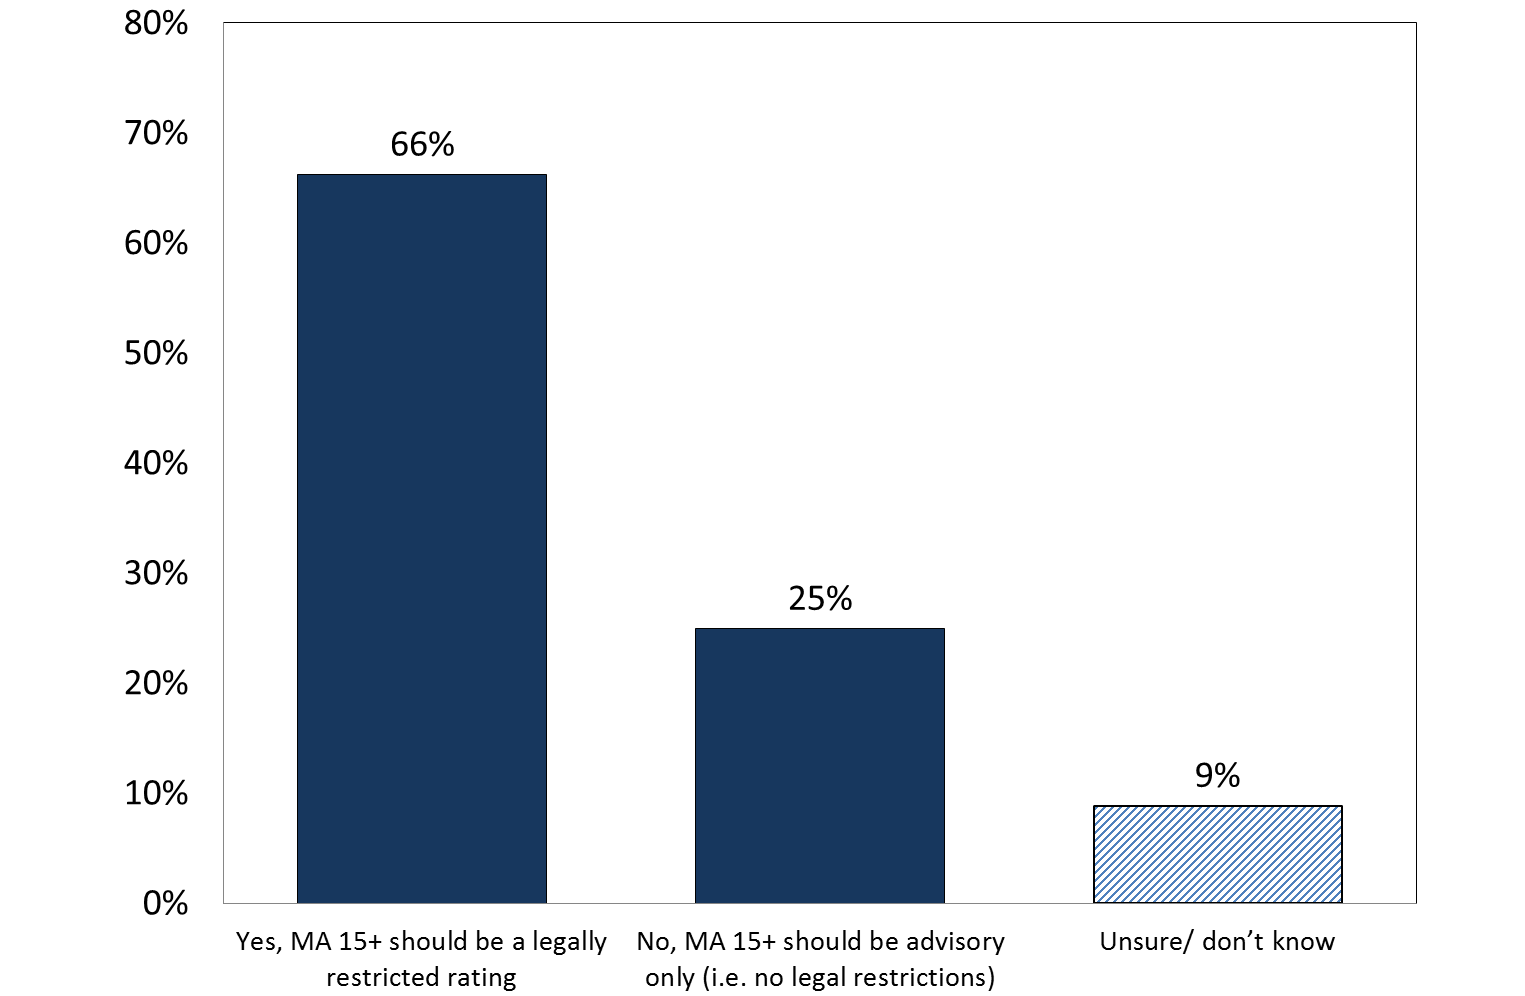 80%
70%
66%
60%
50%
40%
30%
25%
20%
10%
9%
0%
Yes, MA 15+ should be a legally
restricted rating
No, MA 15+ should be advisory
only (i.e. no legal restrictions)
Unsure/ don’t know